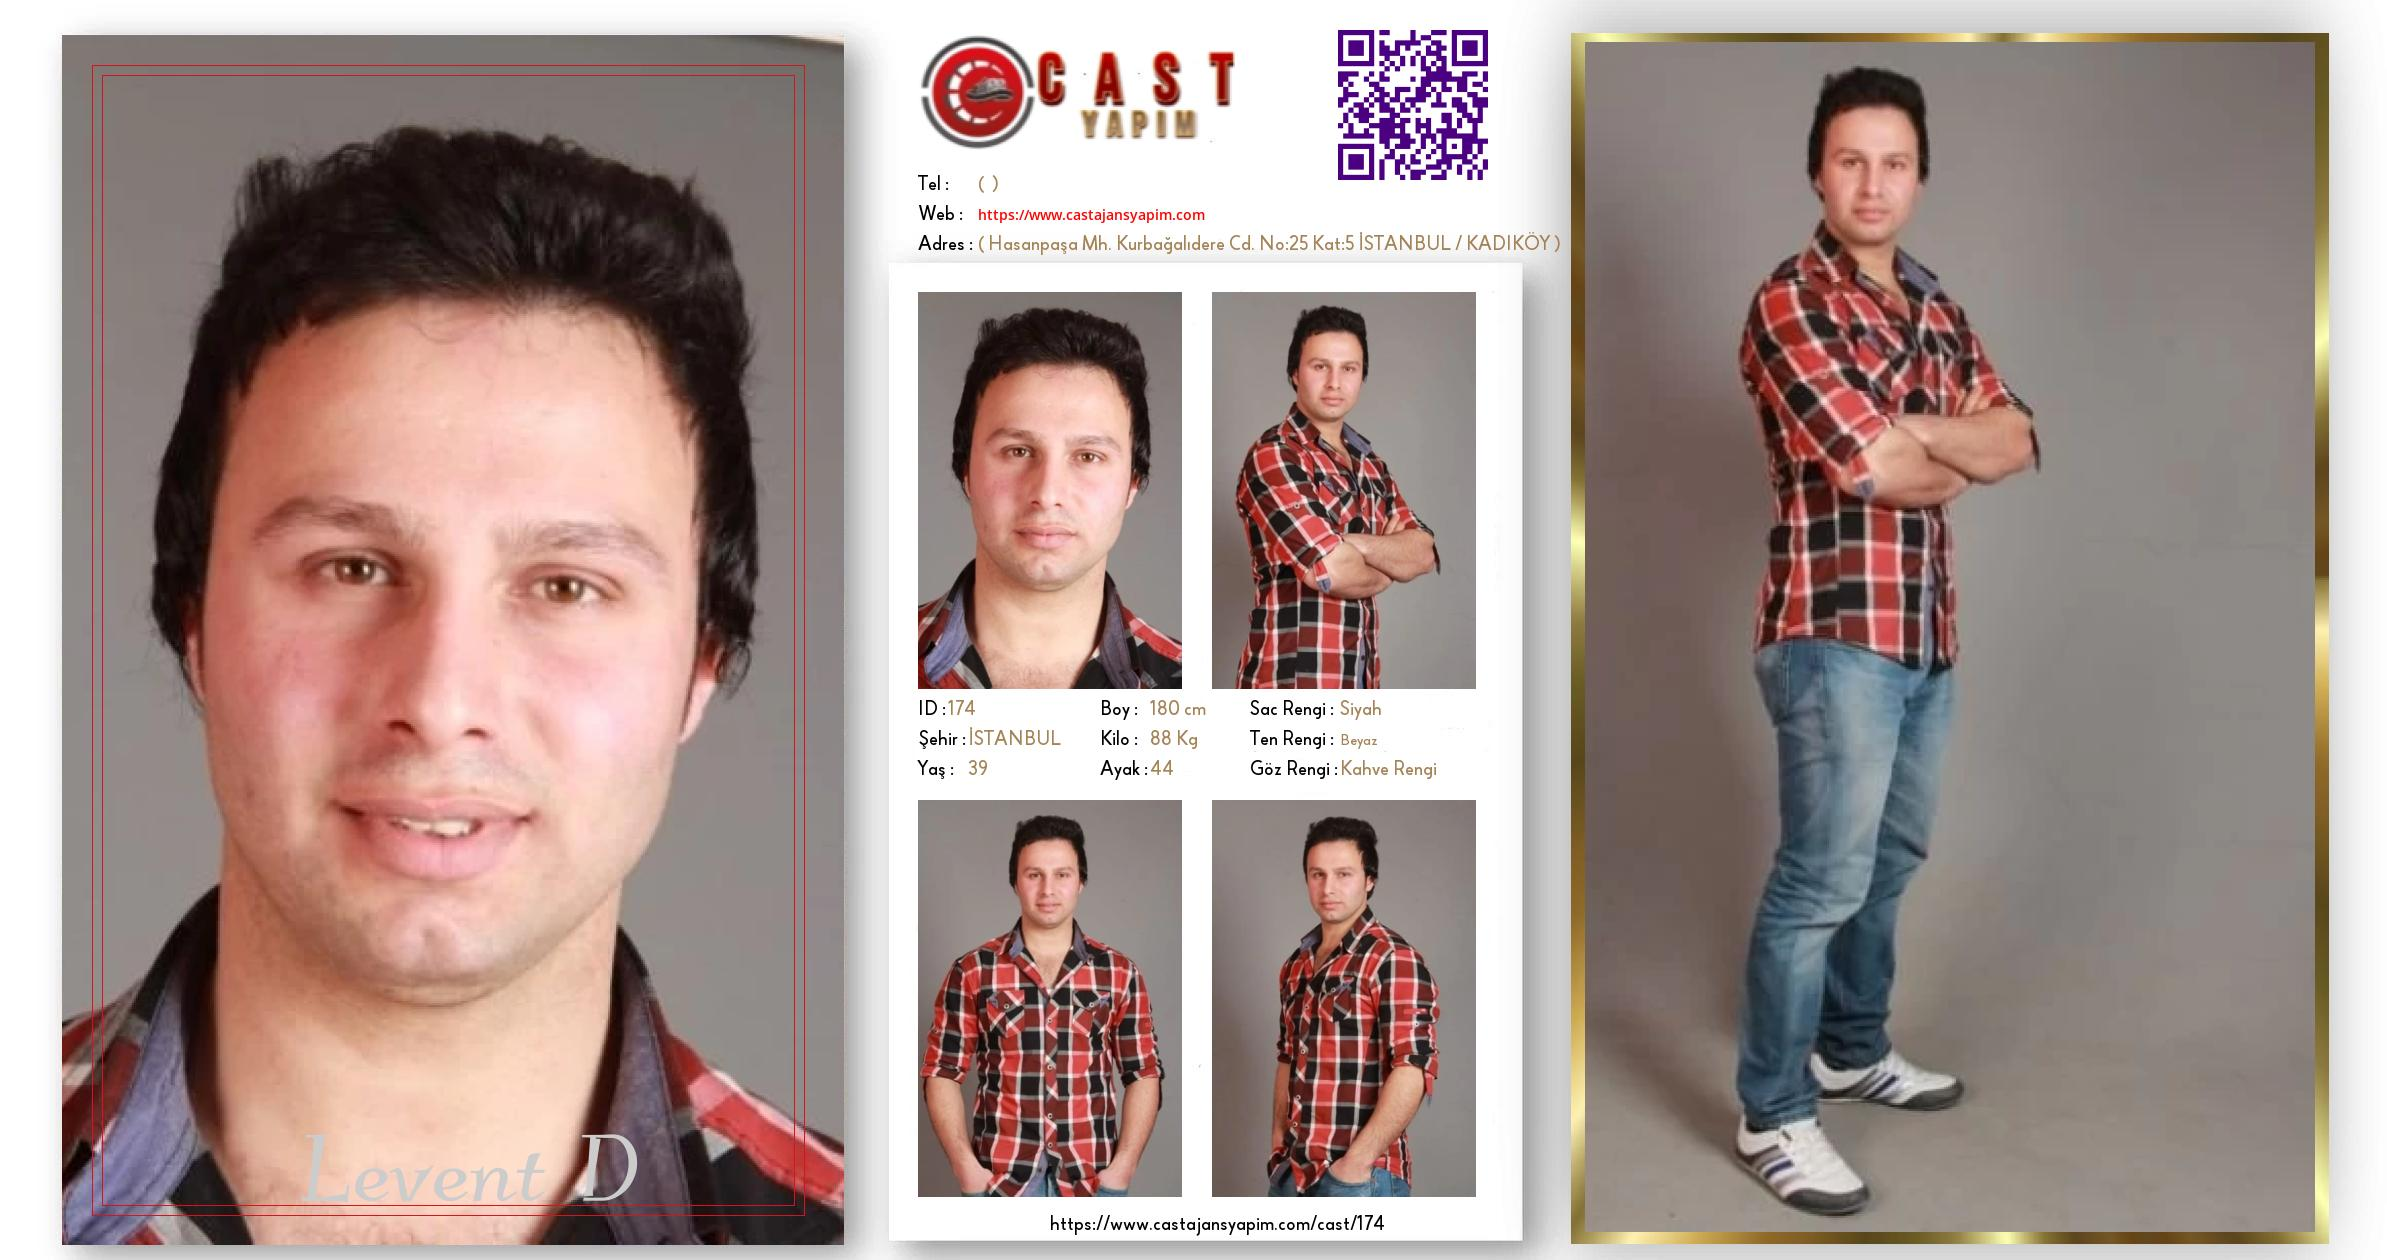 Levent D
CAST
YAPIM
Tel : ( )
Web : https://www.castajansyapim.com
Adres : ( Hasanpaşa Mh. Kurbağalıdere Cd. No:25 Kat:5 İSTANBUL / KADIKÖY )
ID : 174 Boy : 180 cm Sac Rengi : Siyah
Şehir : İSTANBUL Kilo : 88 Kg Ten Rengi : Beyaz
Yaş : 39 Ayak : 44 Göz Rengi : Kahve Rengi
https://www.castajansyapim.com/cast/174